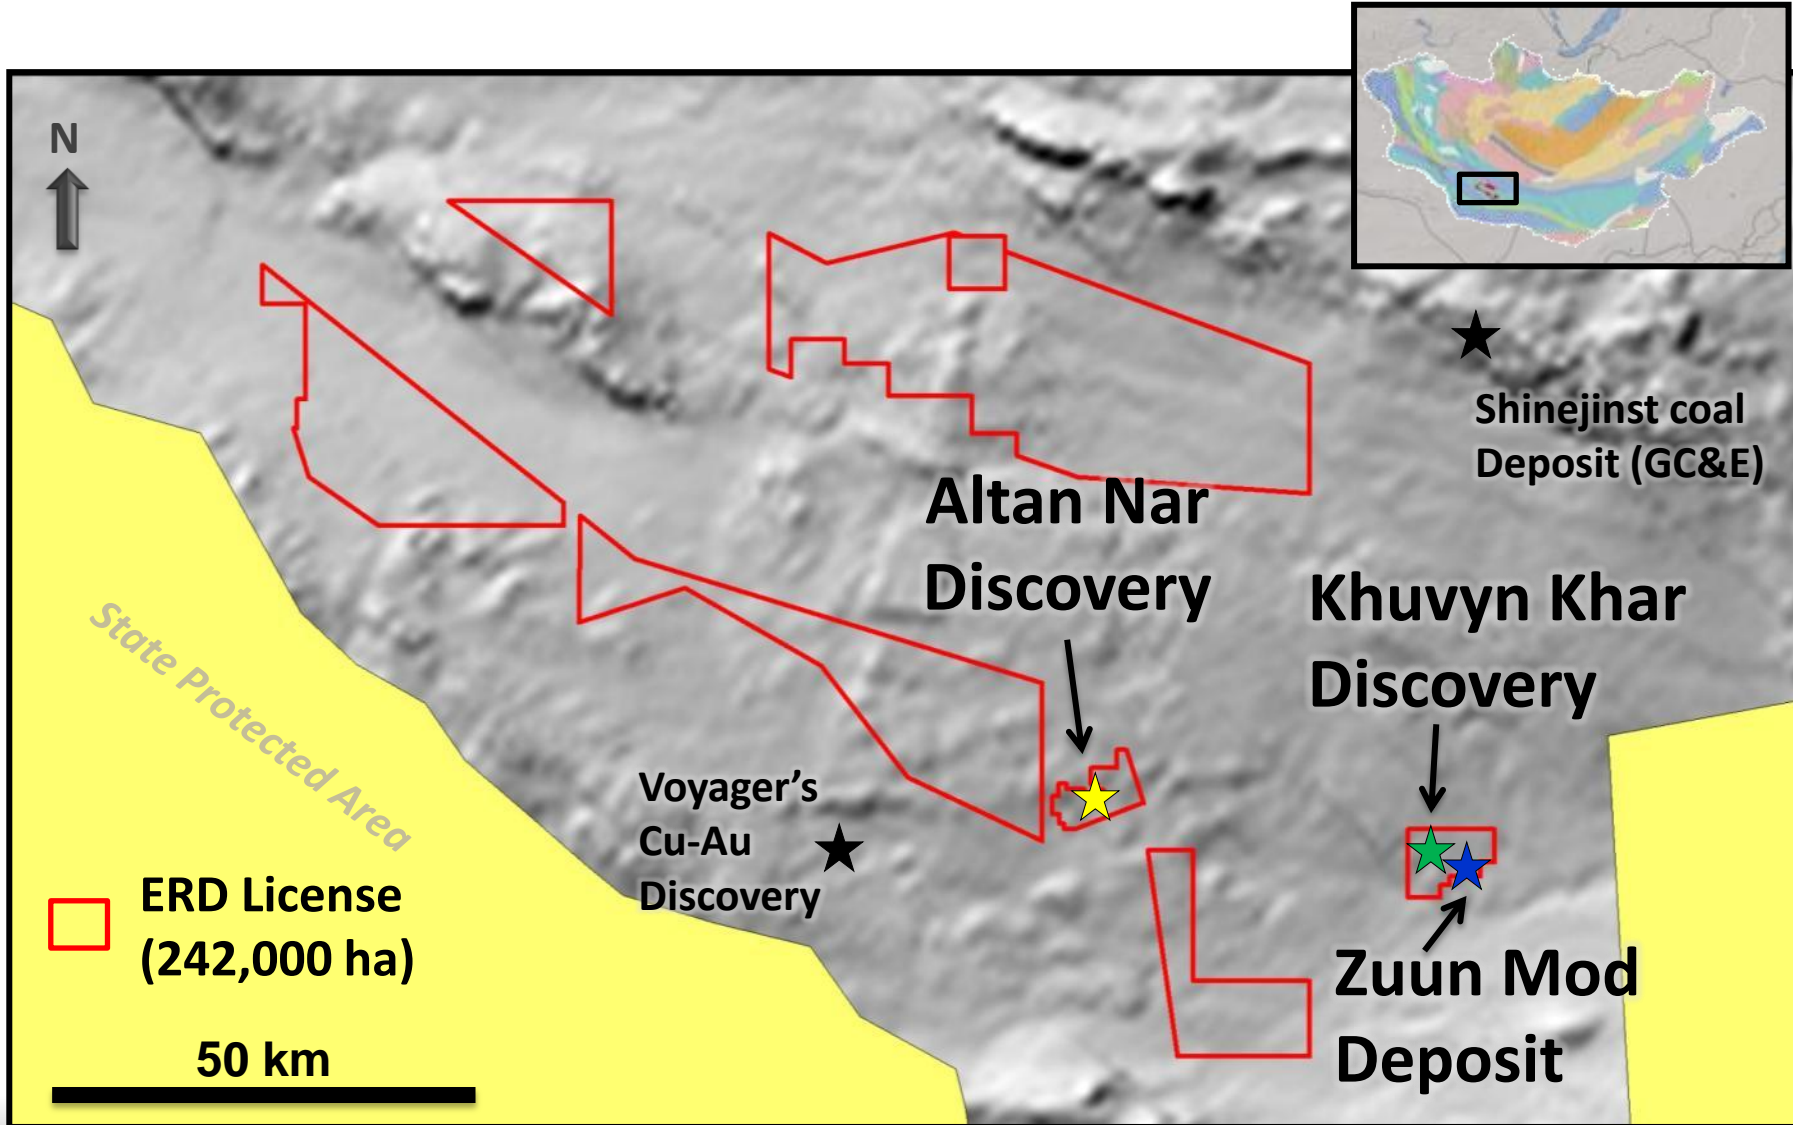 N
Shinejinst coal
Deposit (GC&E)
Altan Nar
Discovery
Khuvyn Khar
Discovery
State Protected Area
Voyager’s
Cu-Au
Discovery
ERD License
(242,000 ha)
Zuun Mod
Deposit
50 km